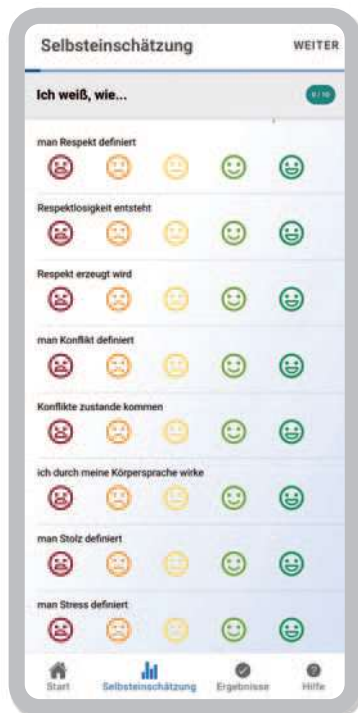 Selbsteinschätzung WEITER
Ich weiß, wie...
man Respekt definiert
Respektlosigkeit entsteht
Respekt erzeugt wird
man Konflikt definiert
Konflikte zustande kommen
ich durch meine Körpersprache wirke
man Stolz definiert
man Stress definiert
Start Selbsteinschätzung Ergebnisse Hilfe